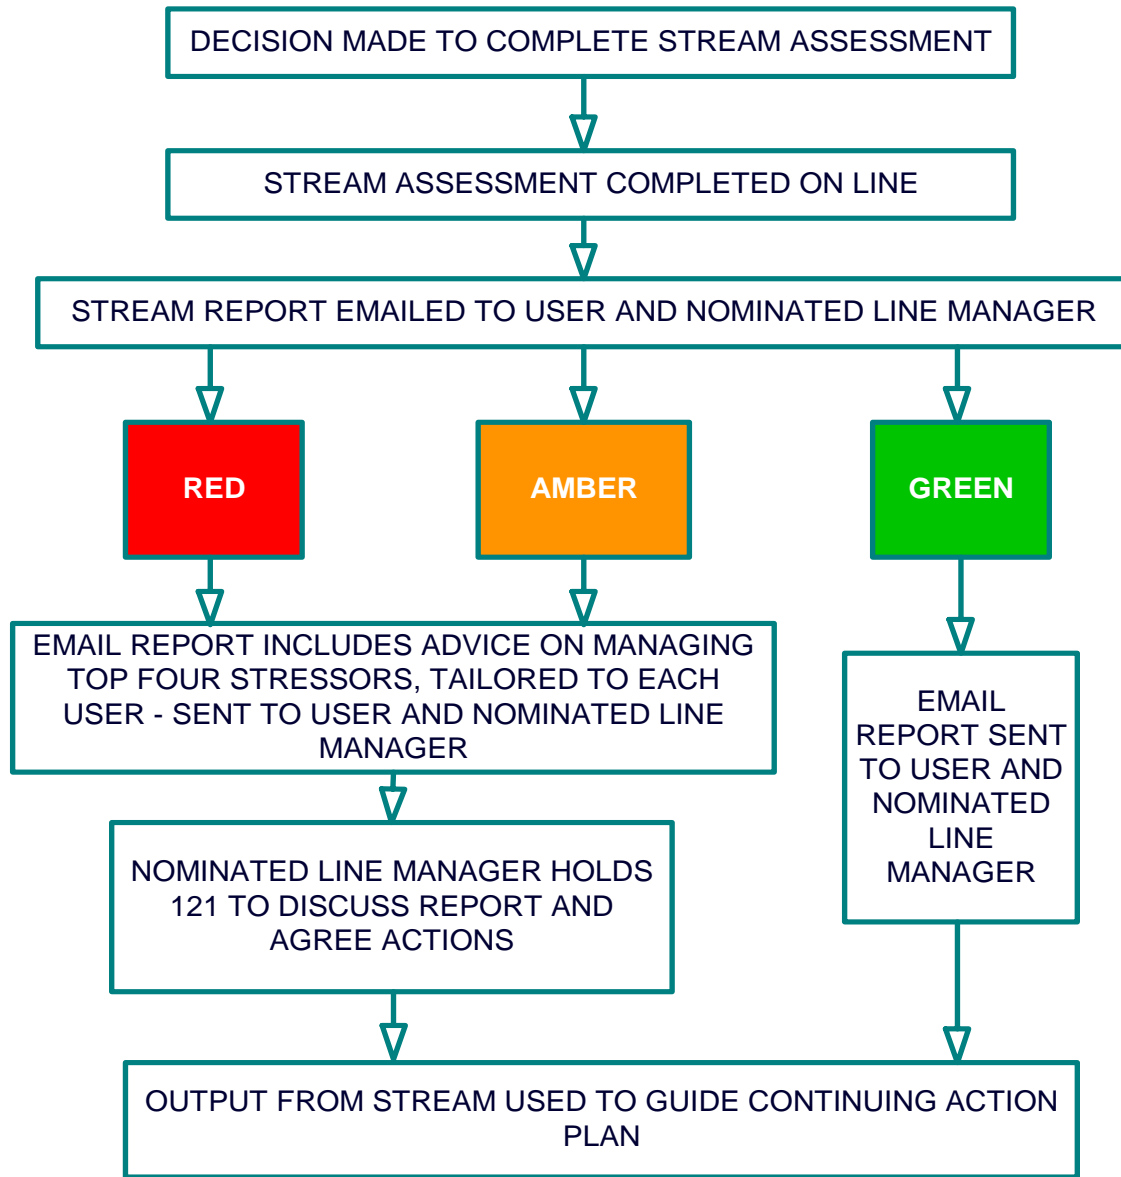 DECISION MADE TO COMPLETE STREAM ASSESSMENT
STREAM ASSESSMENT COMPLETED ON LINE
STREAM REPORT EMAILED TO USER AND NOMINATED LINE MANAGER
RED
AMBER
GREEN
EMAIL REPORT INCLUDES ADVICE ON MANAGING
TOP FOUR STRESSORS, TAILORED TO EACH
USER - SENT TO USER AND NOMINATED LINE
MANAGER
EMAIL
REPORT SENT
TO USER AND
NOMINATED
LINE
MANAGER
NOMINATED LINE MANAGER HOLDS
121 TO DISCUSS REPORT AND
AGREE ACTIONS
OUTPUT FROM STREAM USED TO GUIDE CONTINUING ACTION
PLAN